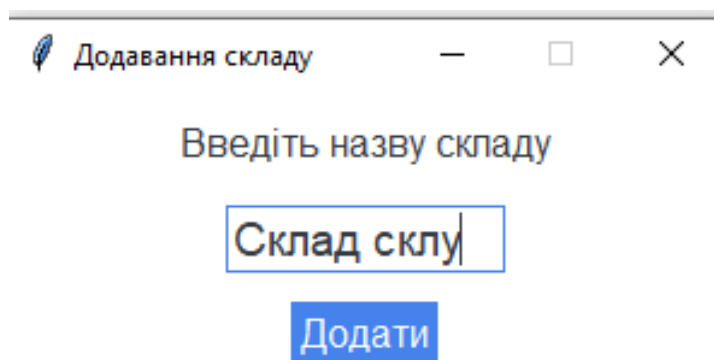 Додавання складу
Введіть назву складу
Склад склу
Додати